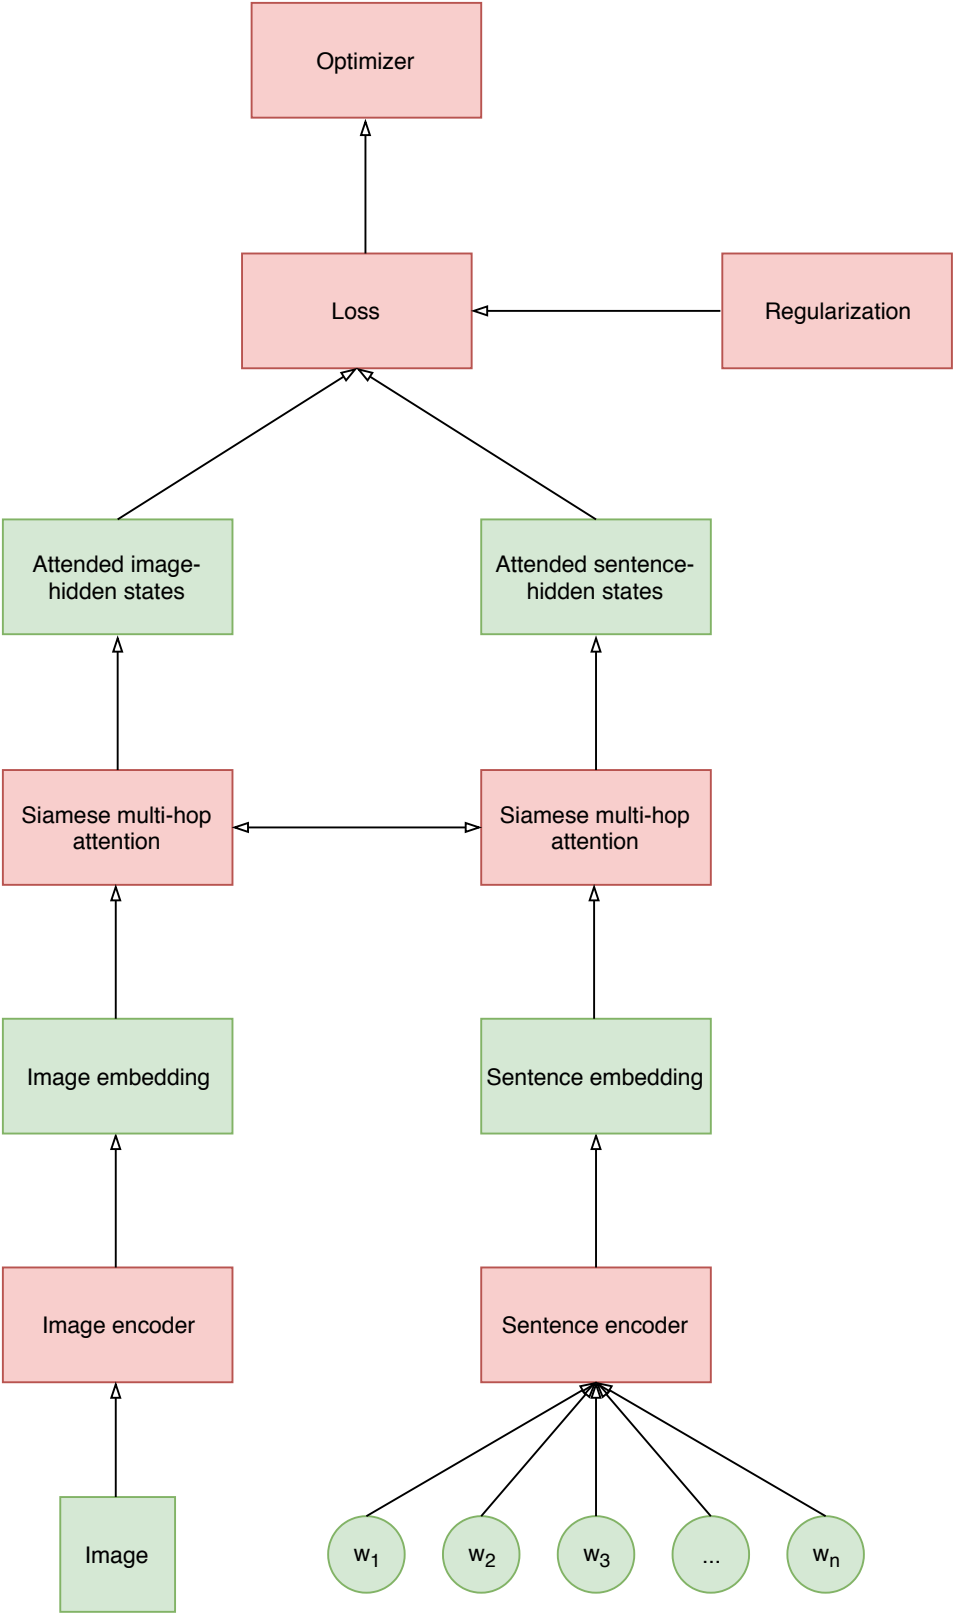 Optimizer
Loss
Regularization
Attended image-
hidden states
Attended sentence-
hidden states
Siamese multi-hop
attention
Siamese multi-hop
attention
Image embedding
Sentence embedding
Image encoder
Sentence encoder
Image
w1
w2
w3
...
wn